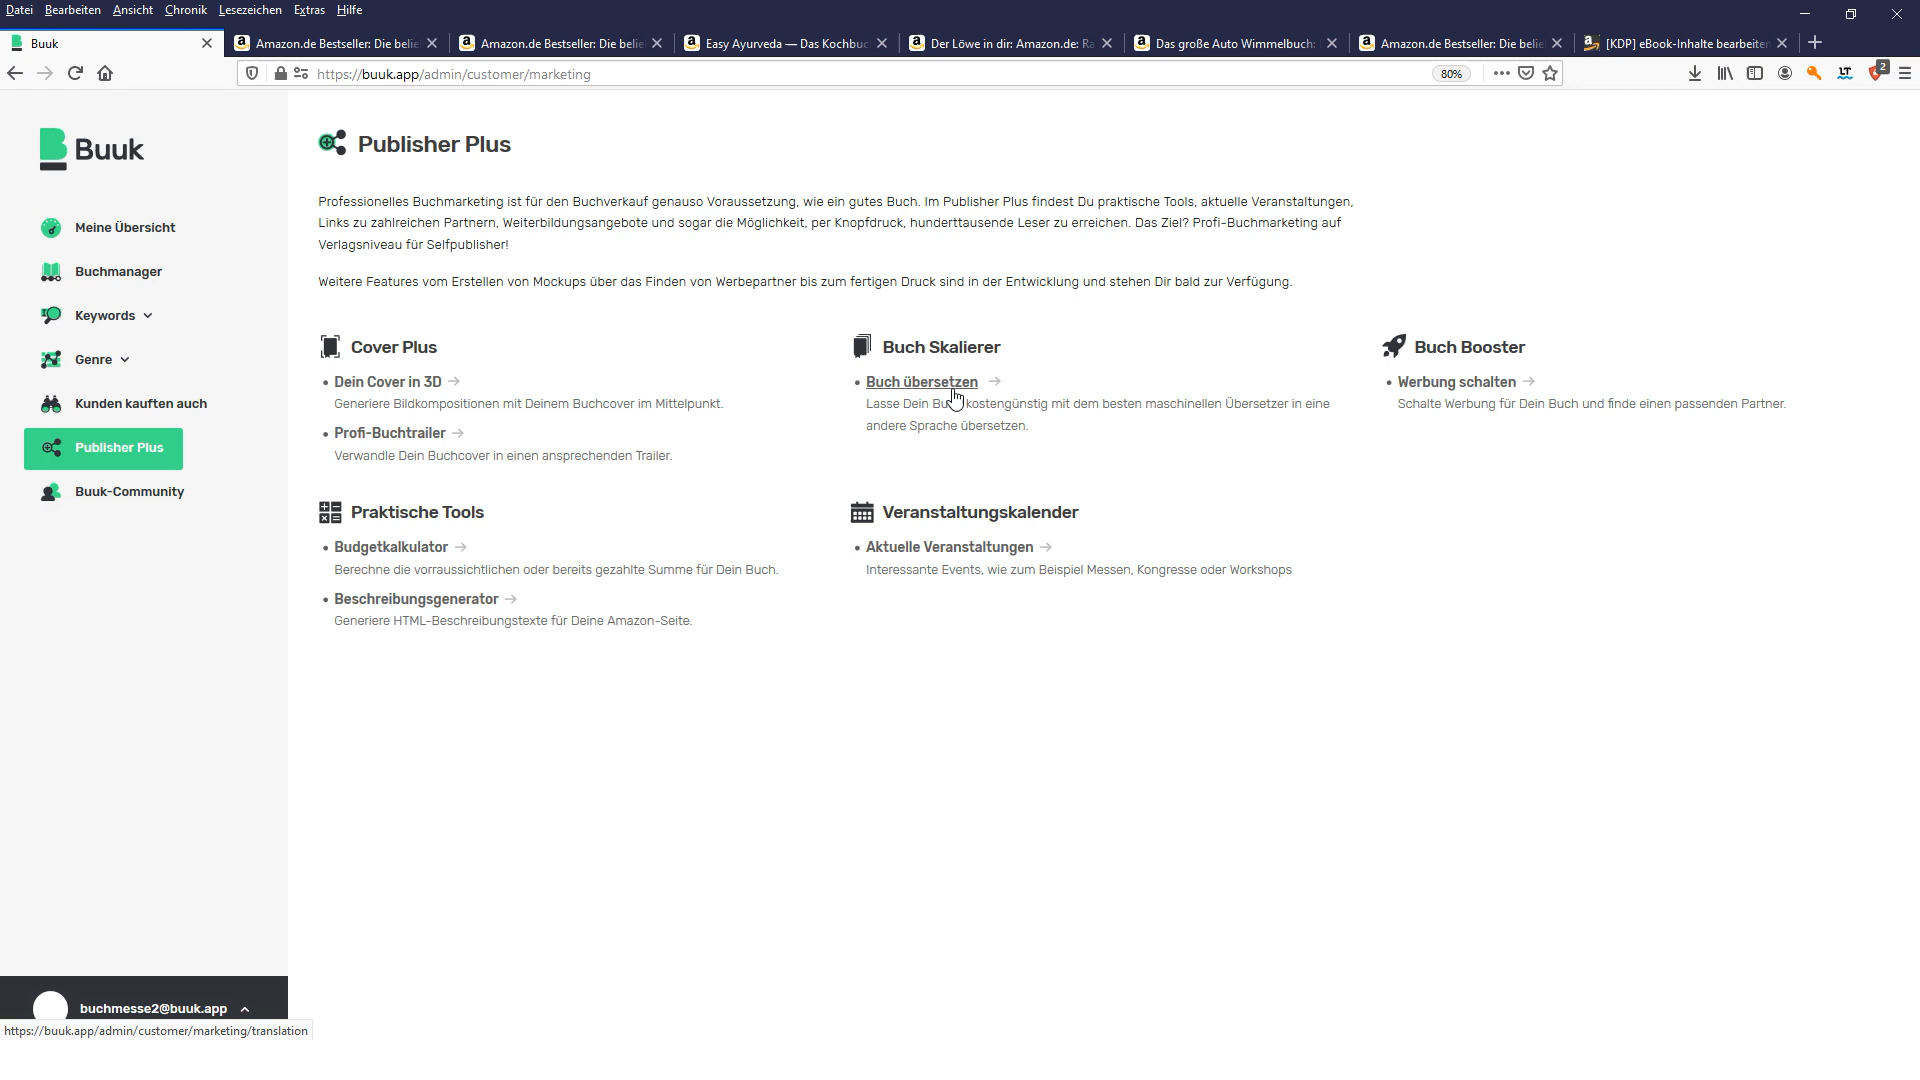 Datei Bearbeiten Ansicht Chronik Lesezeichen Extras Hilfe
Buuk
Amazon.de Bestseller: Die belie
Amazon.de Bestseller: Die belie
Easy Ayurveda — Das Kochbuc
Der Löwe in dir: Amazon.de: Ra
Das große Auto Wimmelbuch:
Amazon.de Bestseller: Die belie
[KDP] eBook-Inhalte bearbeiten
https://buuk.app/admin/customer/marketing
80%
LT
2
Buuk
Meine Übersicht
Buchmanager
Keywords
Genre
Kunden kauften auch
Publisher Plus
Buuk-Community
buchmesse2@buuk.app
https://buuk.app/admin/customer/marketing/translation
Publisher Plus
Professionelles Buchmarketing ist für den Buchverkauf genauso Voraussetzung, wie ein gutes Buch. Im Publisher Plus findest Du praktische Tools, aktuelle Veranstaltungen,
Links zu zahlreichen Partnern, Weiterbildungsangebote und sogar die Möglichkeit, per Knopfdruck, hunderttausende Leser zu erreichen. Das Ziel? Profi-Buchmarketing auf
Verlagsniveau für Selfpublisher!
Weitere Features vom Erstellen von Mockups über das Finden von Werbepartner bis zum fertigen Druck sind in der Entwicklung und stehen Dir bald zur Verfügung.
Cover Plus
• Dein Cover in 3D →
Generiere Bildkompositionen mit Deinem Buchcover im Mittelpunkt.
• Profi-Buchtrailer →
Verwandle Dein Buchcover in einen ansprechenden Trailer.
Buch Skalierer
• Buch übersetzen →
Lasse Dein Bu kostengünstig mit dem besten maschinellen Übersetzer in eine
andere Sprache übersetzen.
Buch Booster
• Werbung schalten →
Schalte Werbung für Dein Buch und finde einen passenden Partner.
Praktische Tools
• Budgetkalkulator →
Berechne die vorraussichtlichen oder bereits gezahlte Summe für Dein Buch.
• Beschreibungsgenerator →
Generiere HTML-Beschreibungstexte für Deine Amazon-Seite.
Veranstaltungskalender
• Aktuelle Veranstaltungen →
Interessante Events, wie zum Beispiel Messen, Kongresse oder Workshops